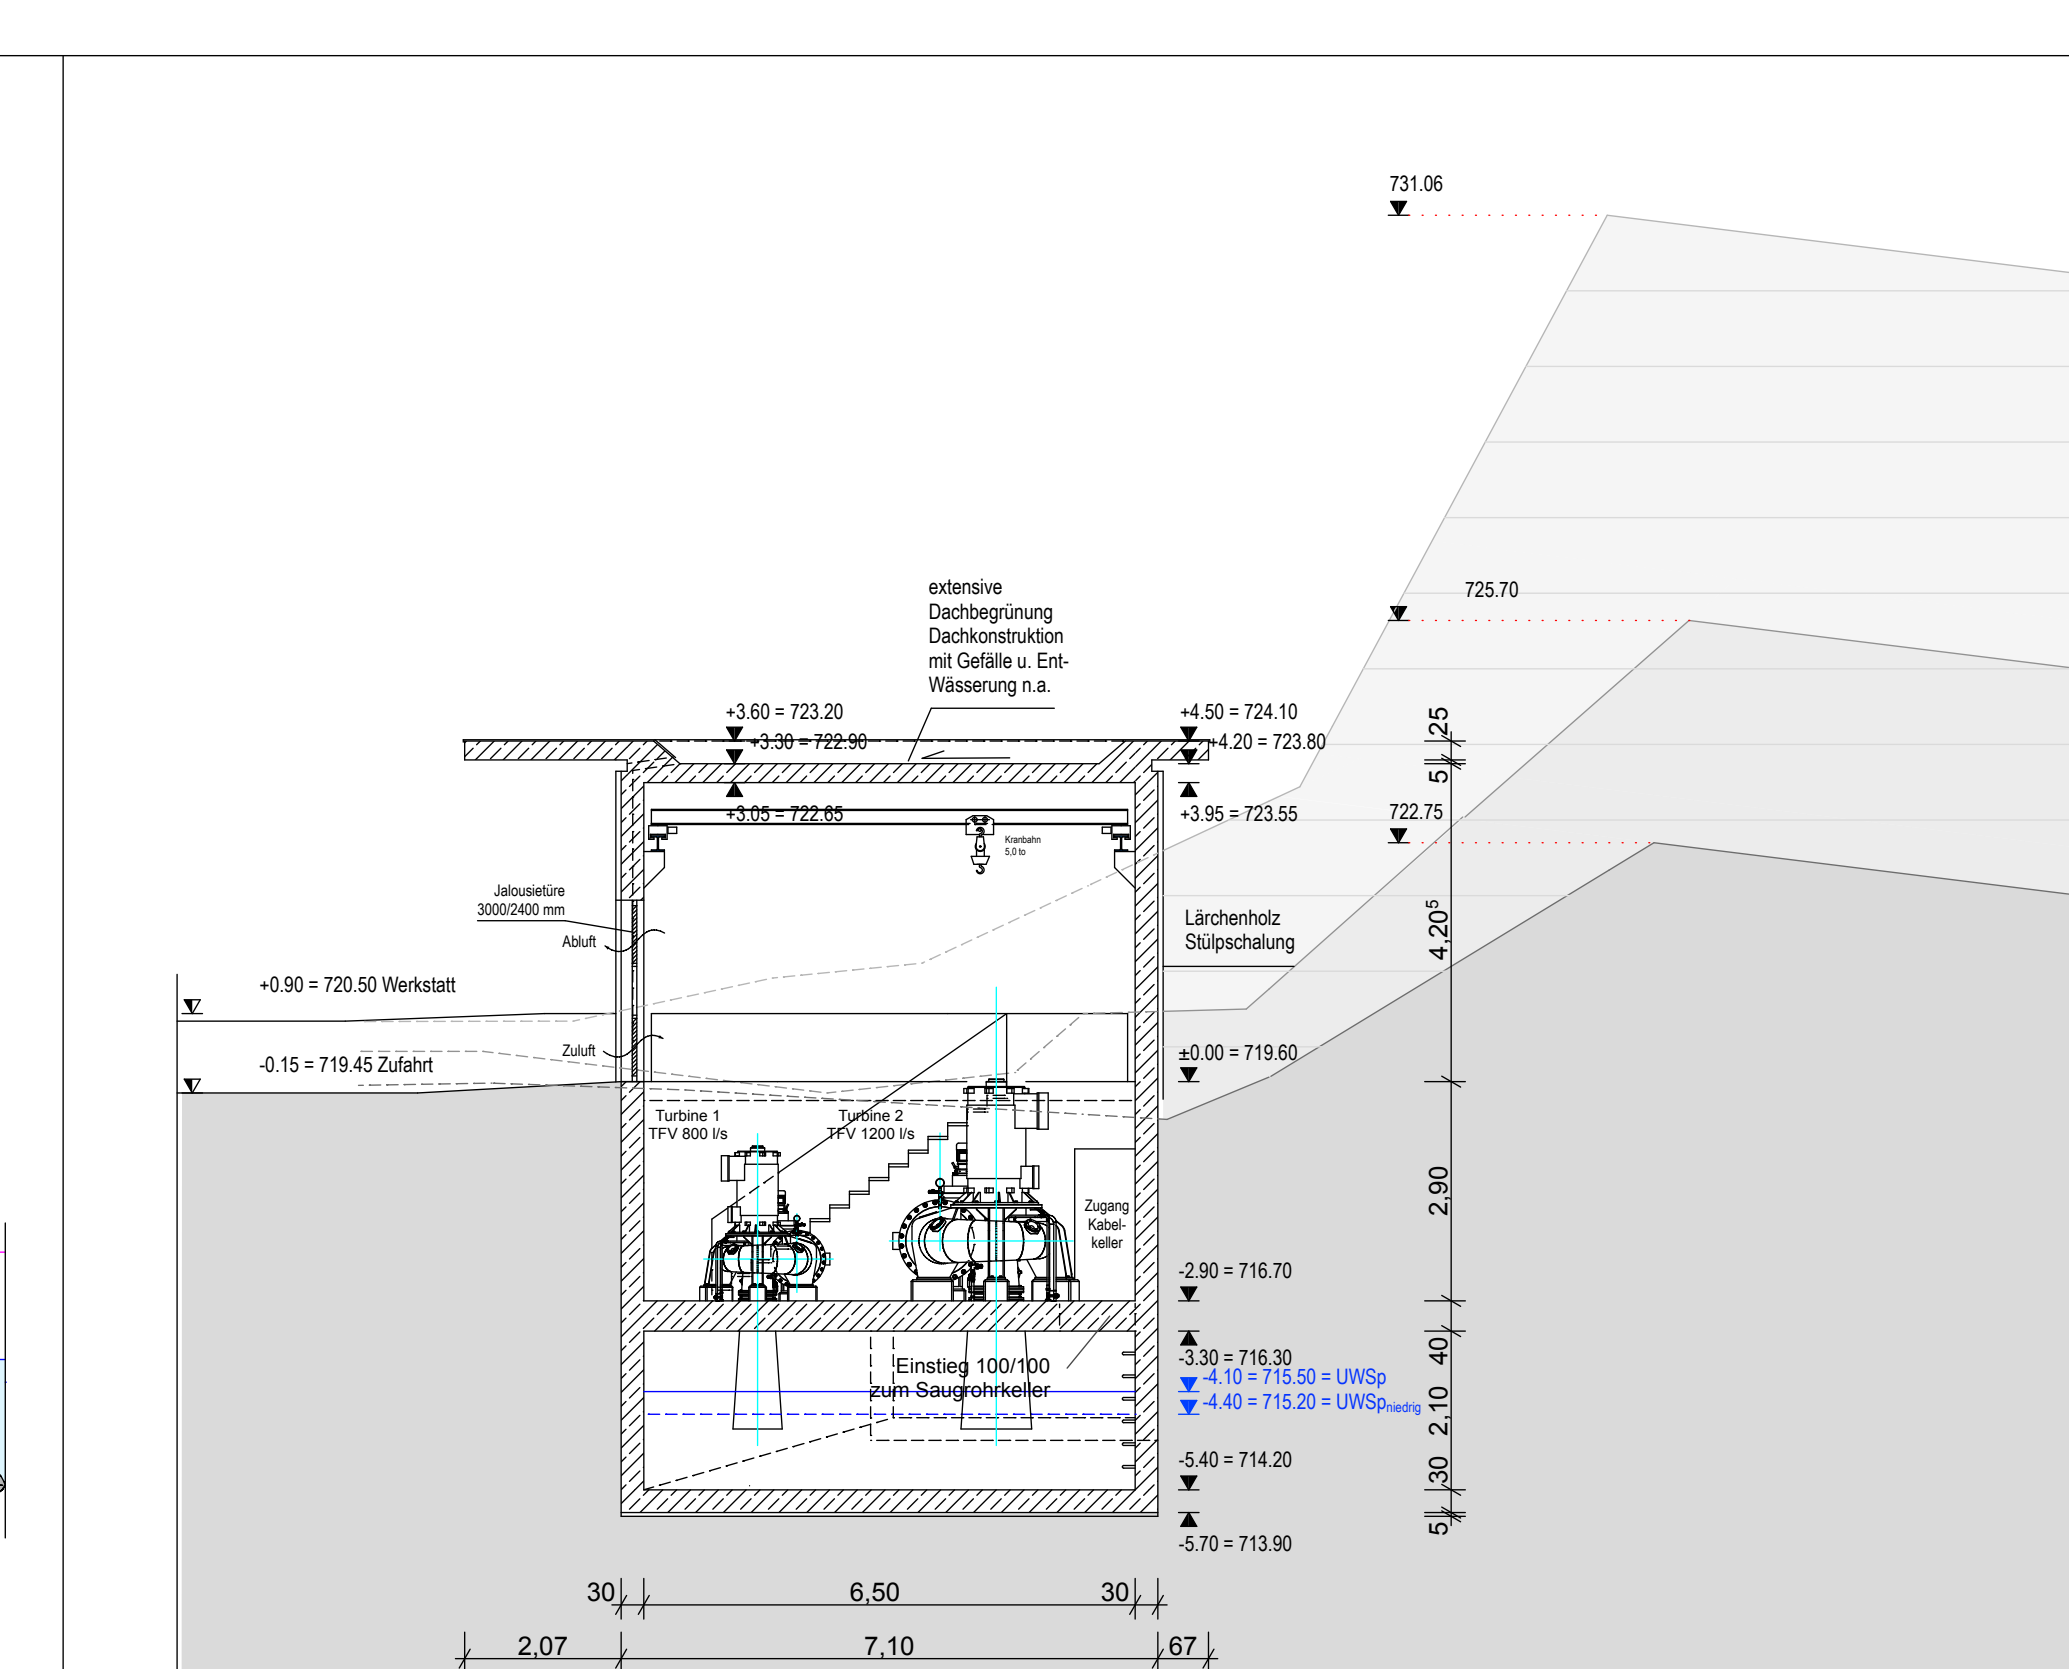 731.06
725.70
extensive
Dachbegrünung
Dachkonstruktion
mit Gefälle u. Ent-
Wässerung n.a.
+3.60 = 723.20
+4.50 = 724.10
25
+3.30 = 722.90
+4.20 = 723.80
5
+3.05 = 722.65
+3.95 = 723.55
722.75
Kranbahn
5,0 to
Jalousietüre
3000/2400 mm
Abluft
Lärchenholz
Stülpschalung
4,20⁵
+0.90 = 720.50 Werkstatt
Zuluft
-0.15 = 719.45 Zufahrt
±0.00 = 719.60
Turbine 1
TFV 800 l/s
Turbine 2
TFV 1200 l/s
2,90
Zugang
Kabel-
keller
-2.90 = 716.70
40
-3.30 = 716.30
Einstieg 100/100
zum Saugrohrkeller
-4.10 = 715.50 = UWSp
-4.40 = 715.20 = UWSpniedrig
2,10
-5.40 = 714.20
30
5
-5.70 = 713.90
30
6,50
30
2,07
7,10
67